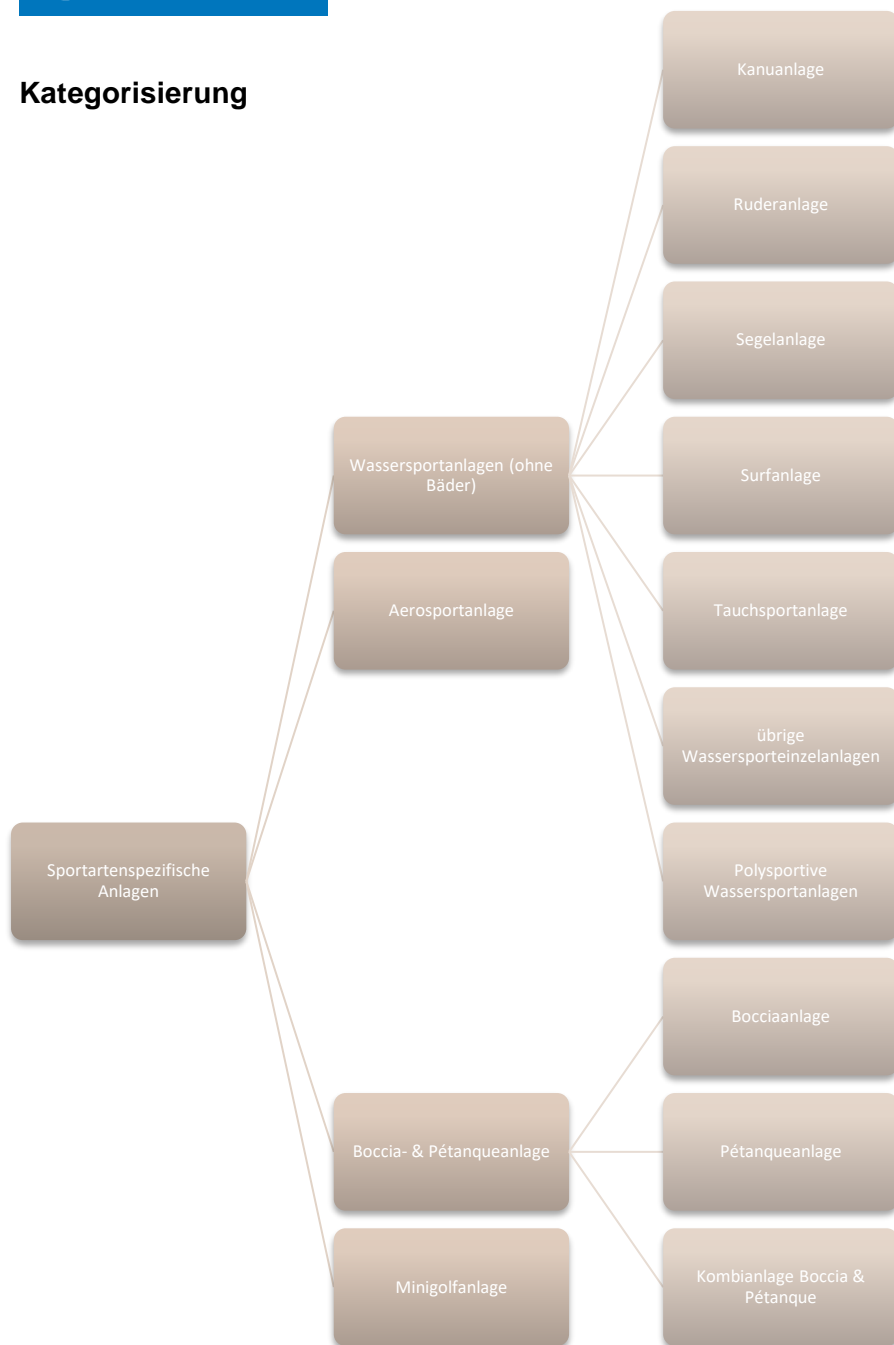 Kategorisierung
Kanuanlage
Ruderanlage
Segelanlage
Wassersportanlagen (ohne
Bäder)
Surfanlage
Aerosportanlage
Tauchsportanlage
übrige
Wassersporteinzelanlagen
Sportartenspezifische
Anlagen
Polysportive
Wassersportanlagen
Bocciaanlage
Boccia- & Pétanqueanlage
Pétanqueanlage
Minigolfanlage
Kombianlage Boccia &
Pétanque